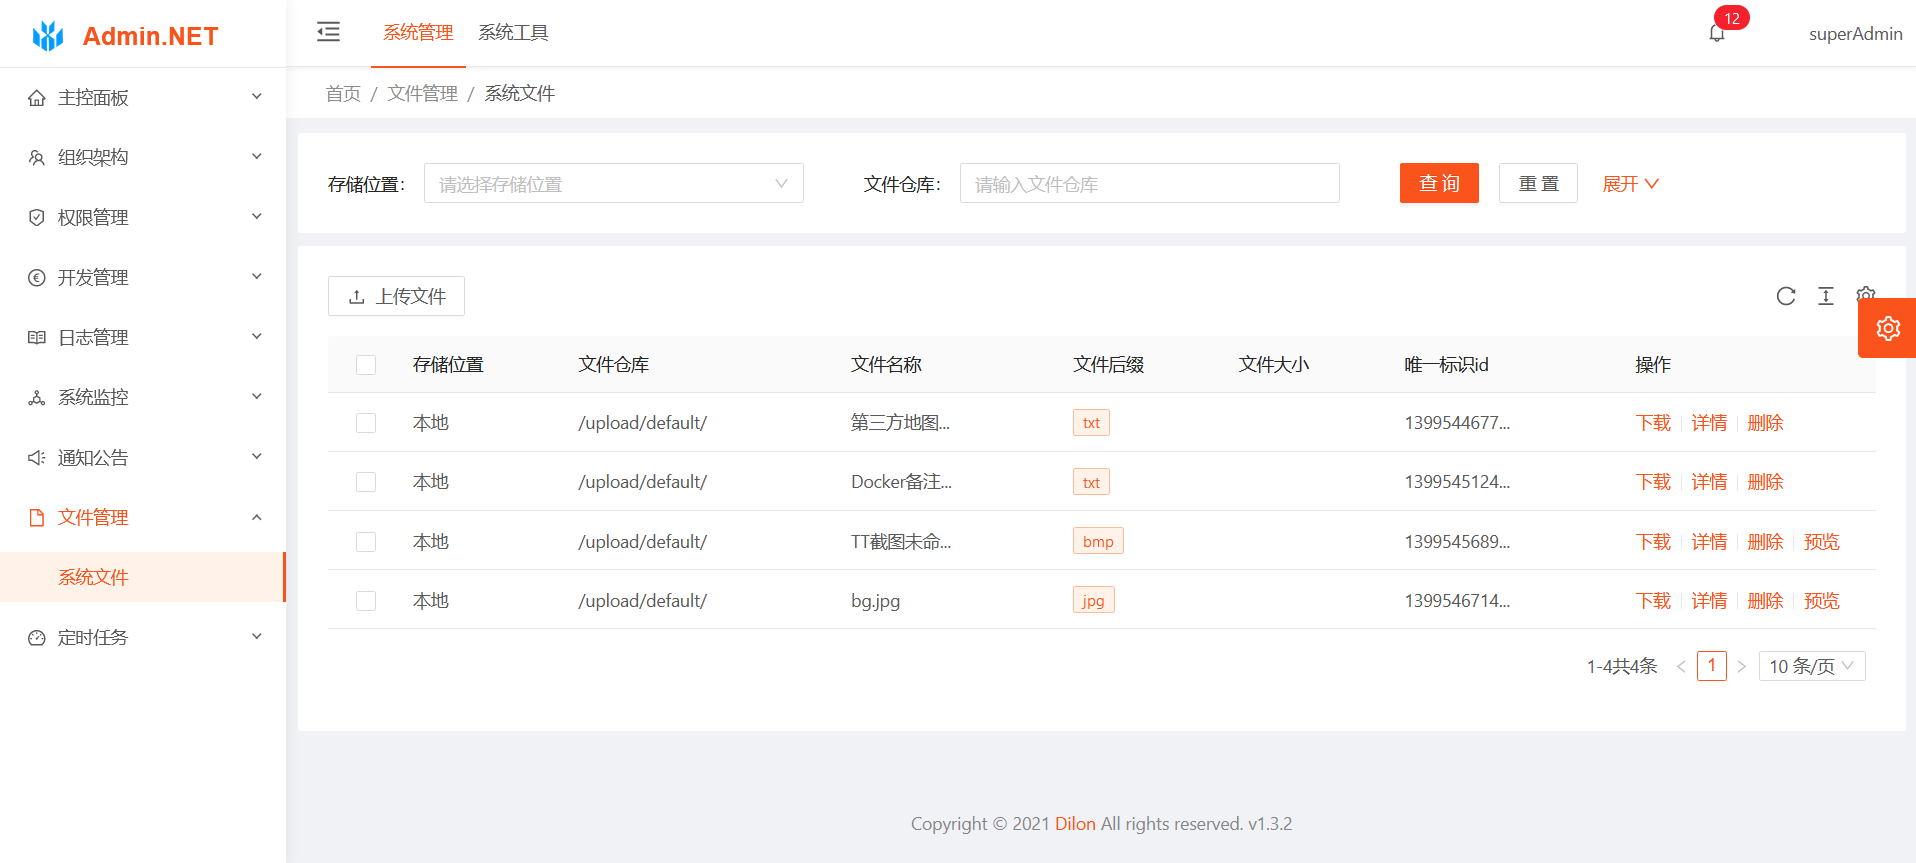 Admin.NET
系统管理 系统工具
12
superAdmin
主控面板
组织架构
权限管理
开发管理
日志管理
系统监控
通知公告
文件管理
系统文件
定时任务
首页 / 文件管理 / 系统文件
存储位置: 请选择存储位置 文件仓库: 请输入文件仓库 查 询 重 置 展开
上传文件
存储位置 文件仓库 文件名称 文件后缀 文件大小 唯一标识id 操作
本地 /upload/default/ 第三方地图... txt 1399544677... 下载 详情 删除
本地 /upload/default/ Docker备注... txt 1399545124... 下载 详情 删除
本地 /upload/default/ TT截图未命... bmp 1399545689... 下载 详情 删除 预览
本地 /upload/default/ bg.jpg jpg 1399546714... 下载 详情 删除 预览
1-4共4条 < 1 > 10 条/页
Copyright © 2021 Dilon All rights reserved. v1.3.2